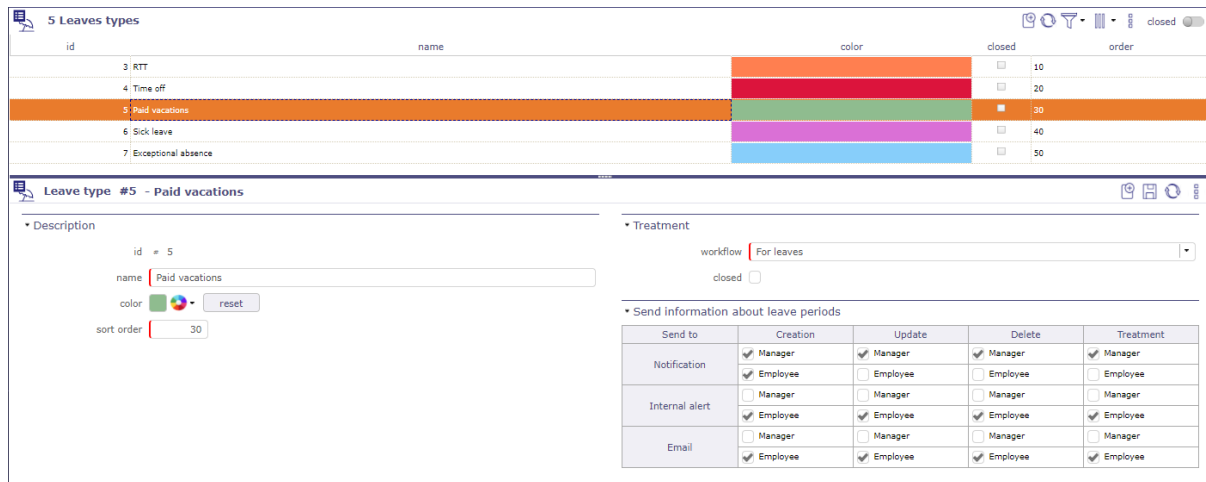 5 Leaves types closed
id name color closed order
3 RTT 10
4 Time off 20
5 Paid vacations 30
6 Sick leave 40
7 Exceptional absence 50
Leave type #5 - Paid vacations
Description
id # 5
name Paid vacations
color reset
sort order 30
Treatment
workflow For leaves
closed
Send information about leave periods
Send to Creation Update Delete Treatment
Notification
Manager Manager Manager Manager
Employee Employee Employee Employee
Internal alert
Manager Manager Manager Manager
Employee Employee Employee Employee
Email
Manager Manager Manager Manager
Employee Employee Employee Employee